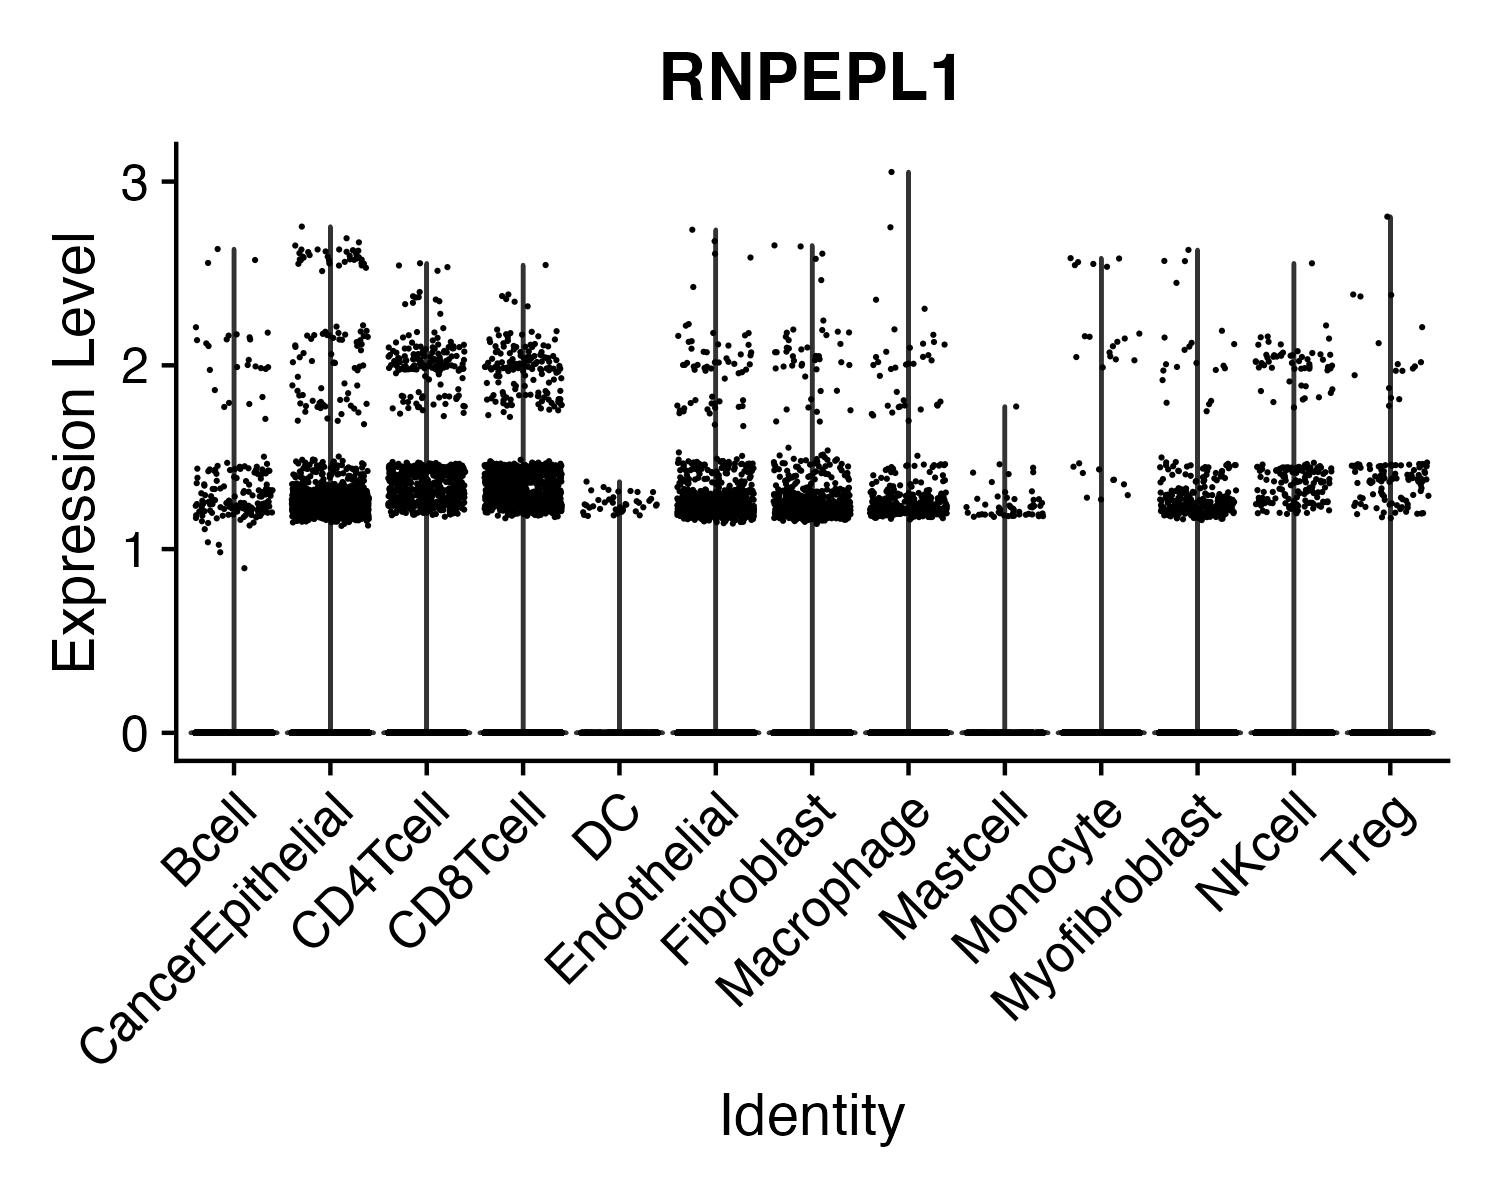 RNPEPL1
Expression Level
3
2
1
0
Bcell
CancerEpithelial
CD4Tcell
CD8Tcell
DC
Endothelial
Fibroblast
Macrophage
Mastcell
Monocyte
Myofibroblast
NKcell
Treg
Identity